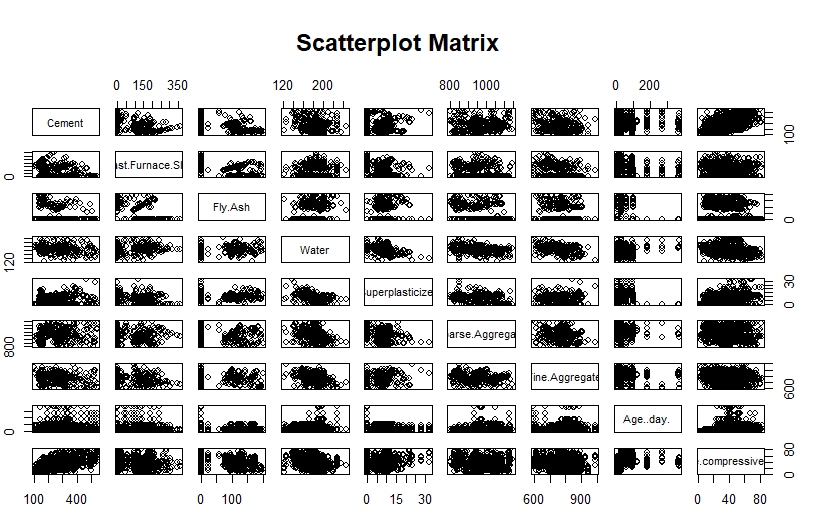 Scatterplot Matrix
0 150 350 120 200 800 1000 0 200
Cement
100
0
ast.Furnace.Sl
Fly.Ash
0
120
Water
uperplasticize
0 30
800
oarse.Aggrega
ine.Aggregate
600
0
Age..day.
.compressive
0 80
100 400 0 100 0 15 30 600 900 0 40 80